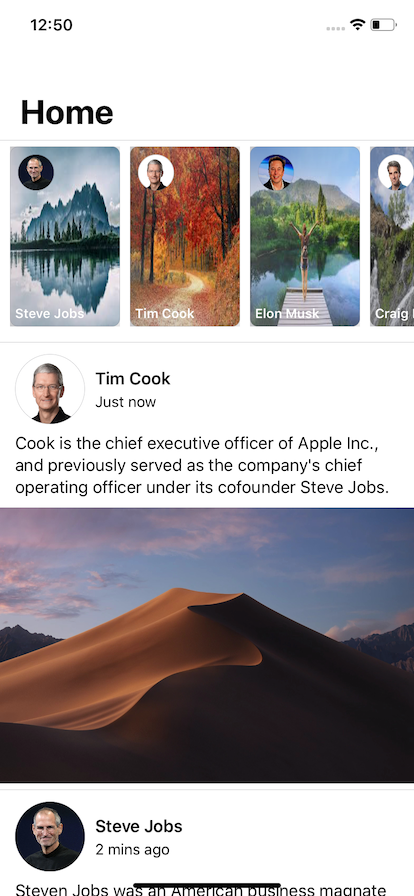 12:50
Home
Steve Jobs
Tim Cook
Elon Musk
Craig
Tim Cook
Just now
Cook is the chief executive officer of Apple Inc.,
and previously served as the company's chief
operating officer under its cofounder Steve Jobs.
Steve Jobs
2 mins ago
Steven Jobs was an American business magnate